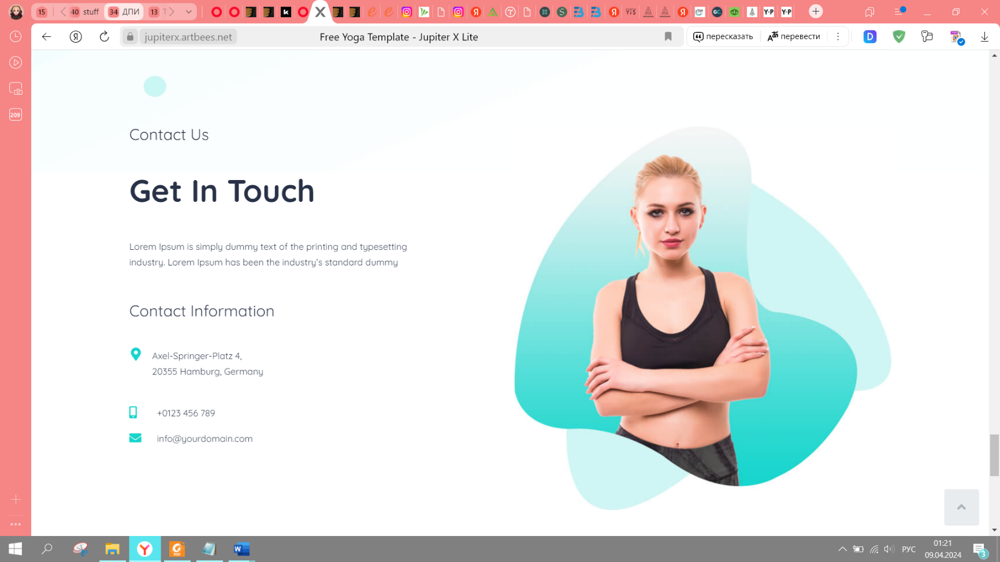 15
40 stuff
34 ДПИ
13 T
jupiterx.artbees.net
Free Yoga Template - Jupiter X Lite
пересказать
перевести
209
Contact Us
Get In Touch
Lorem Ipsum is simply dummy text of the printing and typesetting
industry. Lorem Ipsum has been the industry’s standard dummy
Contact Information
Axel-Springer-Platz 4,
20355 Hamburg, Germany
+0123 456 789
info@yourdomain.com
РУС
01:21
09.04.2024
3